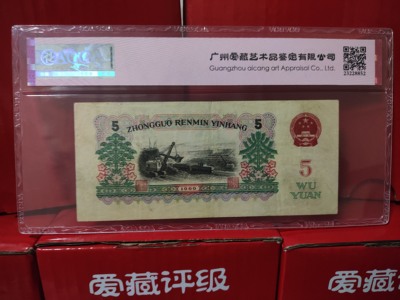 广州爱藏艺术品鉴定有限公司
Guangzhou aicang art Appraisal Co., Ltd.
23228852
5
ZHONGGUO RENMIN YINHANG
5
1960
5
WU
YUAN
爱藏评级
爱藏评级